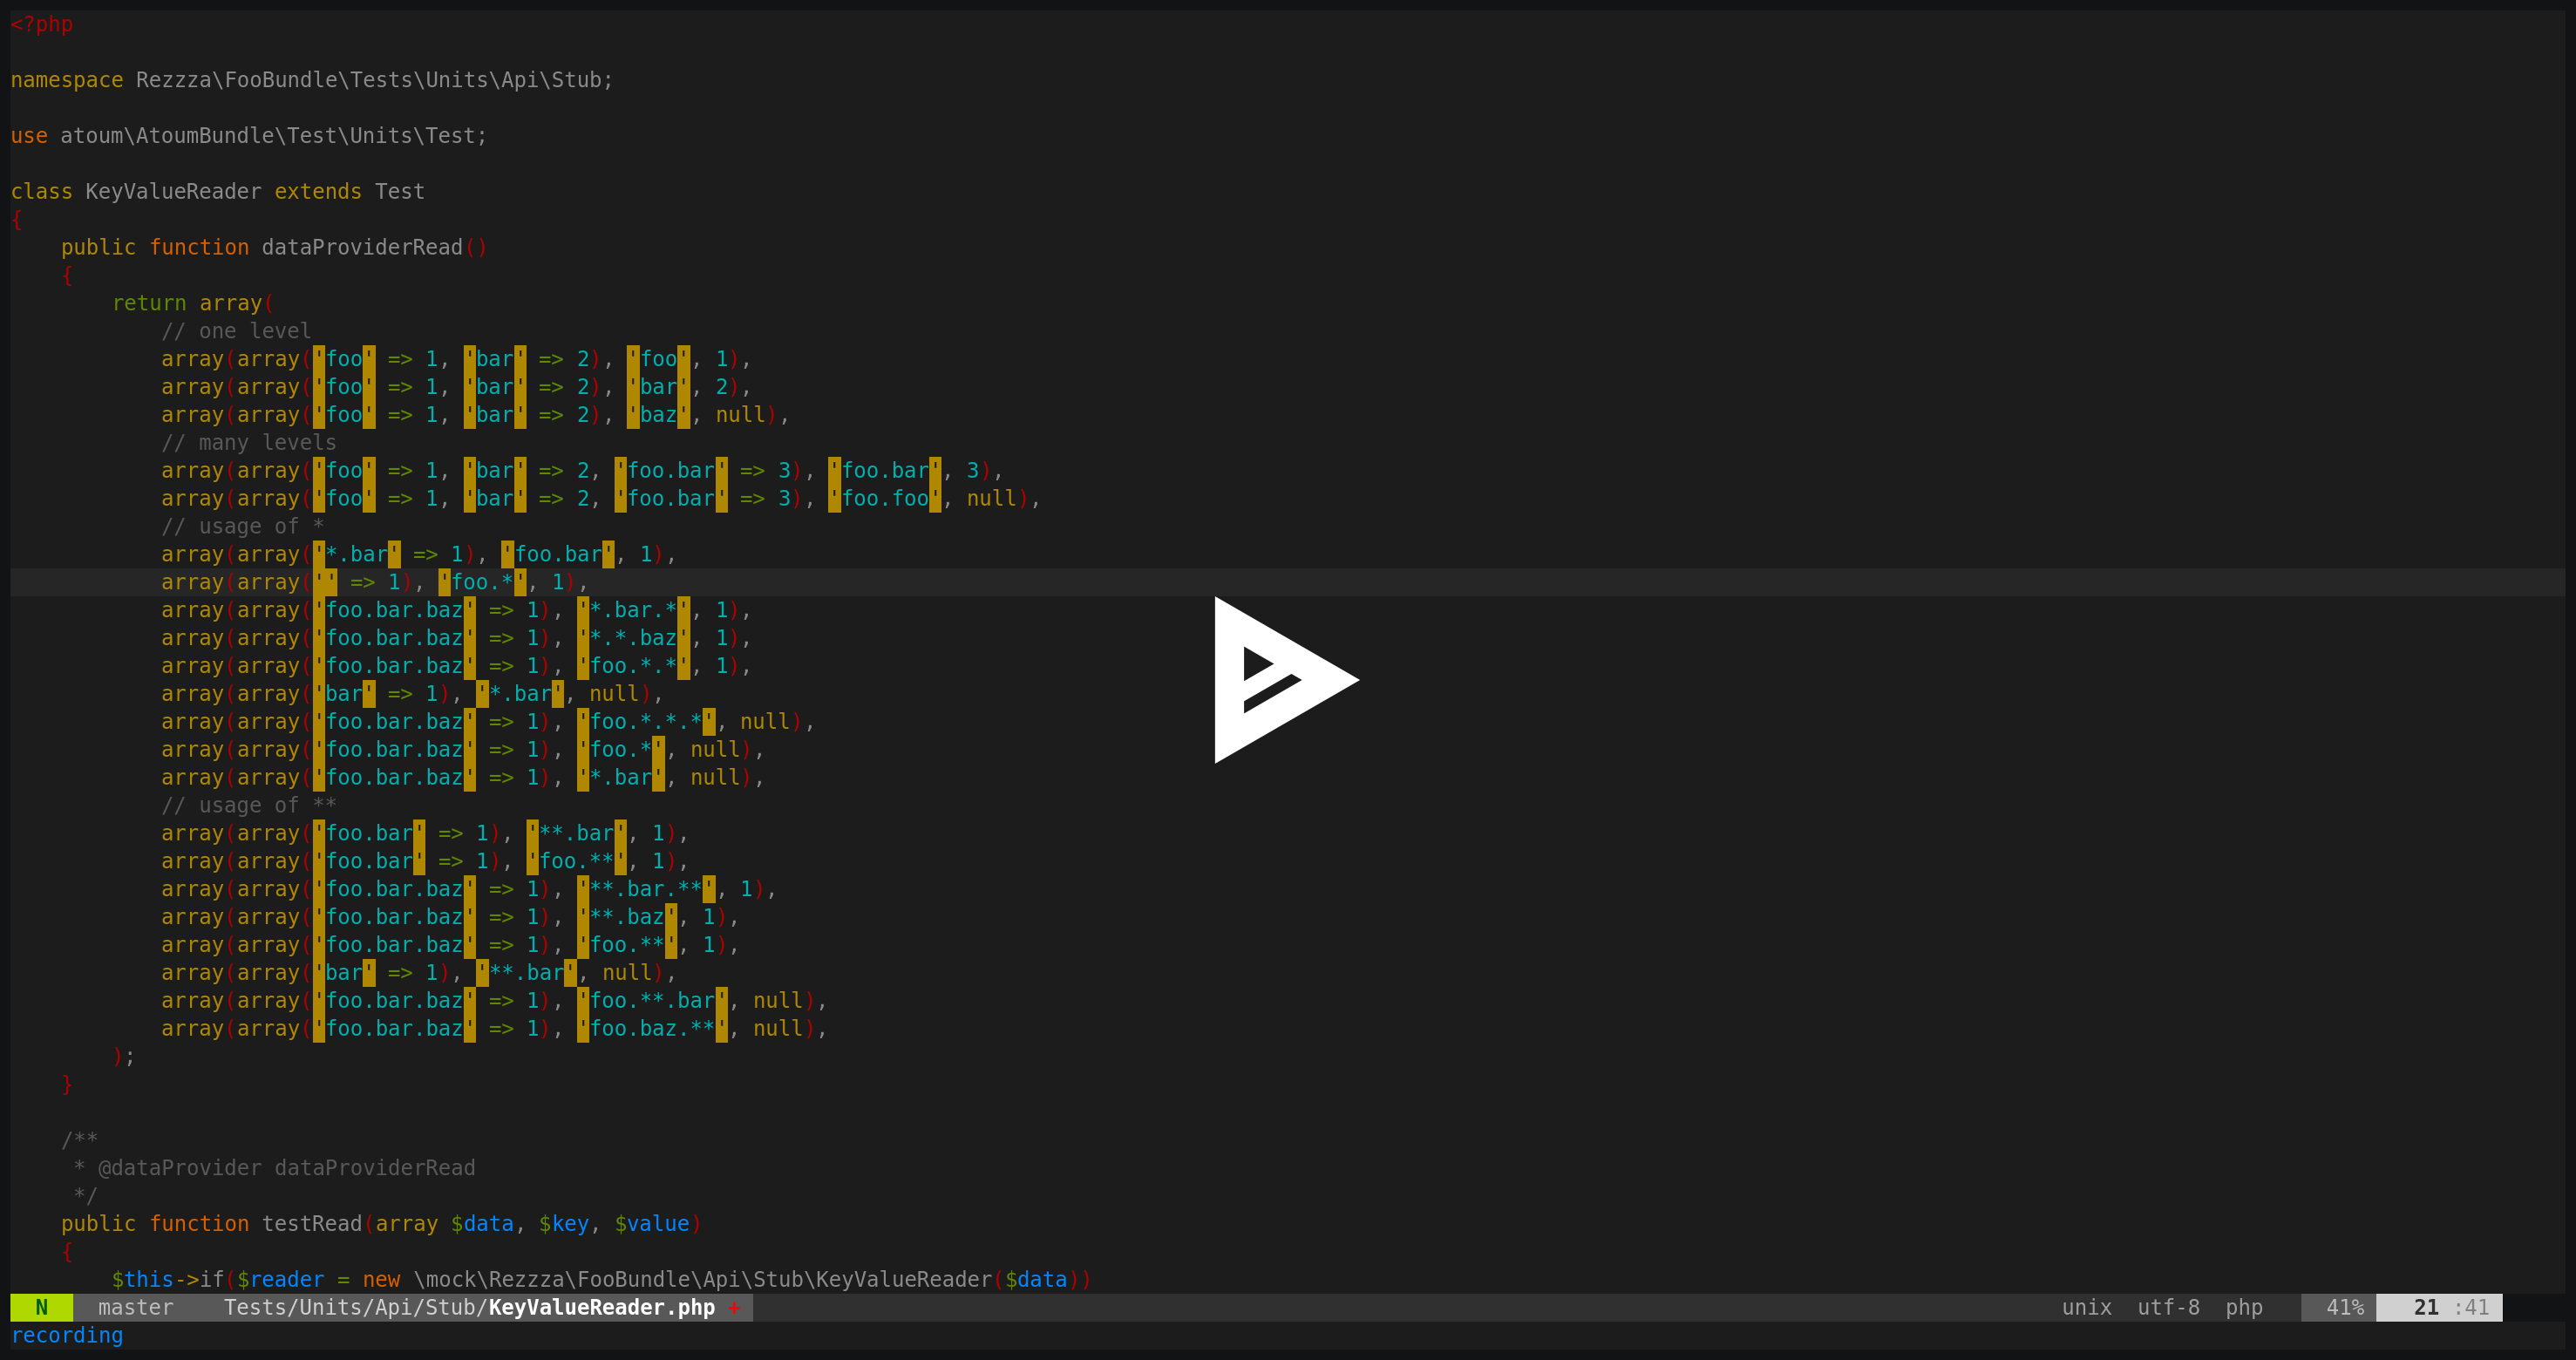 <?php
namespace Rezzza\FooBundle\Tests\Units\Api\Stub;
use atoum\AtoumBundle\Test\Units\Test;
class KeyValueReader extends Test
{
    public function dataProviderRead()
    {
        return array(
            // one level
            array(array('foo' => 1, 'bar' => 2), 'foo', 1),
            array(array('foo' => 1, 'bar' => 2), 'bar', 2),
            array(array('foo' => 1, 'bar' => 2), 'baz', null),
            // many levels
            array(array('foo' => 1, 'bar' => 2, 'foo.bar' => 3), 'foo.bar', 3),
            array(array('foo' => 1, 'bar' => 2, 'foo.bar' => 3), 'foo.foo', null),
            // usage of *
            array(array('*.bar' => 1), 'foo.bar', 1),
            array(array('' => 1), 'foo.*', 1),
            array(array('foo.bar.baz' => 1), '*.bar.*', 1),
            array(array('foo.bar.baz' => 1), '*.*.baz', 1),
            array(array('foo.bar.baz' => 1), 'foo.*.*', 1),
            array(array('bar' => 1), '*.bar', null),
            array(array('foo.bar.baz' => 1), 'foo.*.*.*', null),
            array(array('foo.bar.baz' => 1), 'foo.*', null),
            array(array('foo.bar.baz' => 1), '*.bar', null),
            // usage of **
            array(array('foo.bar' => 1), '**.bar', 1),
            array(array('foo.bar' => 1), 'foo.**', 1),
            array(array('foo.bar.baz' => 1), '**.bar.**', 1),
            array(array('foo.bar.baz' => 1), '**.baz', 1),
            array(array('foo.bar.baz' => 1), 'foo.**', 1),
            array(array('bar' => 1), '**.bar', null),
            array(array('foo.bar.baz' => 1), 'foo.**.bar', null),
            array(array('foo.bar.baz' => 1), 'foo.baz.**', null),
        );
    }
    /**
     * @dataProvider dataProviderRead
     */
    public function testRead(array $data, $key, $value)
    {
        $this->if($reader = new \mock\Rezzza\FooBundle\Api\Stub\KeyValueReader($data))
N master Tests/Units/Api/Stub/KeyValueReader.php + unix utf-8 php 41% 21 :41
recording